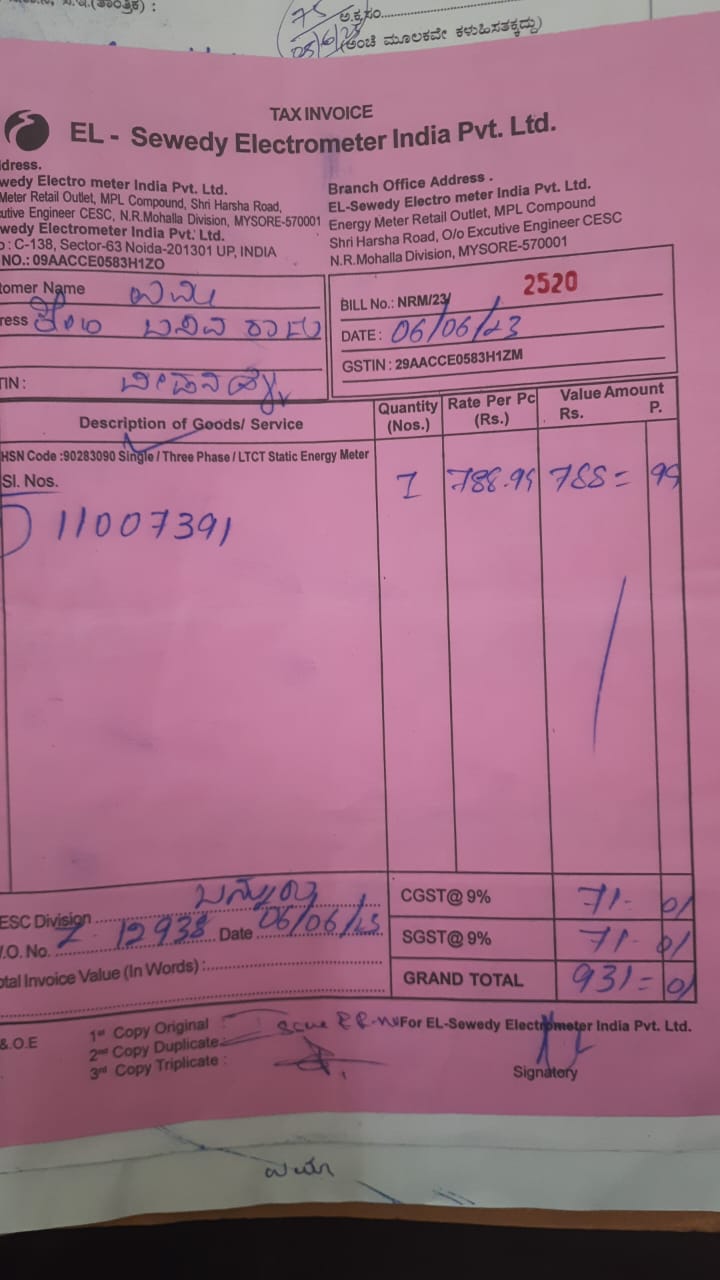 ಅ.ಕ್ರ.ಸಂ
(ಅಂಚೆ ಮೂಲಕವೇ ಕಳುಹಿಸತಕ್ಕದ್ದು)
TAX INVOICE
EL - Sewedy Electrometer India Pvt. Ltd.
dress.
wedy Electro meter India Pvt. Ltd.
Meter Retail Outlet, MPL Compound, Shri Harsha Road,
utive Engineer CESC, N.R.Mohalla Division, MYSORE-570001
wedy Electrometer India Pvt. Ltd.
: C-138, Sector-63 Noida-201301 UP, INDIA
NO.: 09AACCE0583H1ZO
Branch Office Address .
EL-Sewedy Electro meter India Pvt. Ltd.
Energy Meter Retail Outlet, MPL Compound
Shri Harsha Road, O/o Excutive Engineer CESC
N.R.Mohalla Division, MYSORE-570001
tomer Name
ress
TIN :
BILL No.: NRM/23/ 2520
DATE : 06/06/23
GSTIN : 29AACCE0583H1ZM
Description of Goods/ Service Quantity (Nos.) Rate Per Pc (Rs.) Value Amount Rs. P.
HSN Code :90283090 Single / Three Phase / LTCT Static Energy Meter
Sl. Nos. 1 788.99 788= 99
11007391
ESC Division
.O. No. 12938 Date 06/06/23
otal Invoice Value (In Words) :
CGST@ 9% 71- 01
SGST@ 9% 71- 01
GRAND TOTAL 931= 01
&.O.E
1st Copy Original
2nd Copy Duplicate
3rd Copy Triplicate :
For EL-Sewedy Electrometer India Pvt. Ltd.
Signatory